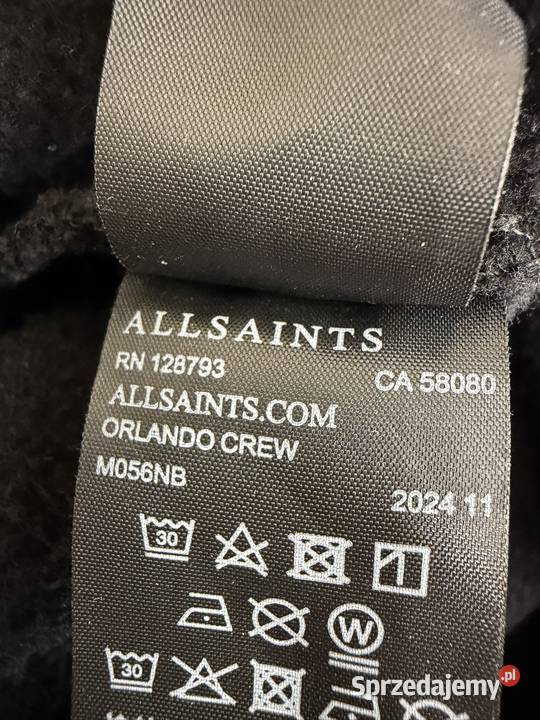 ALLSAINTS
RN 128793
CA 58080
ALLSAINTS.COM
ORLANDO CREW
M056NB
2024 11
30
W
30
Sprzedajemy.pl